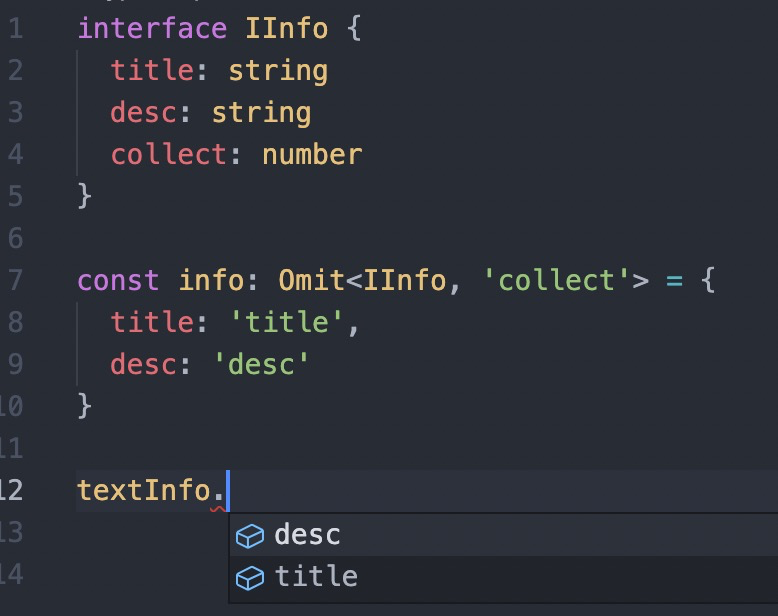 1 interface IInfo {
2 title: string
3 desc: string
4 collect: number
5 }
6
7 const info: Omit<IInfo, 'collect'> = {
8 title: 'title',
9 desc: 'desc'
10 }
11
12 textInfo.
13 desc
14 title